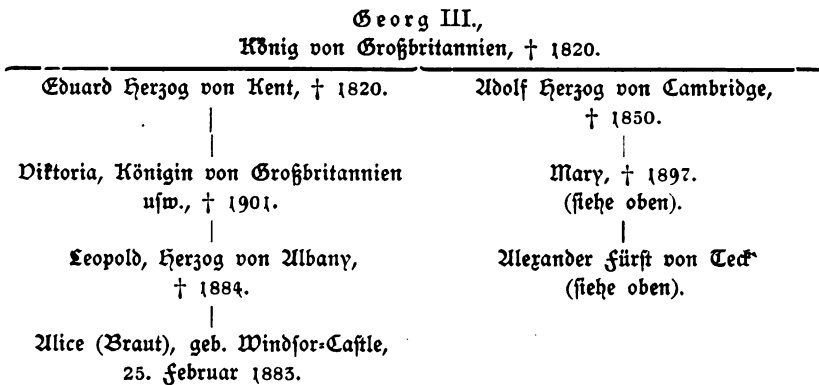 Georg III.,
König von Großbritannien, † 1820.
Eduard Herzog von Kent, † 1820.
Adolf Herzog von Cambridge,
† 1850.
Viktoria, Königin von Großbritannien
usw., † 1901.
Mary, † 1897.
(siehe oben).
Leopold, Herzog von Albany,
† 1884.
Alexander Fürst von Teck
(siehe oben).
Alice (Braut), geb. Windsor-Castle,
25. Februar 1883.